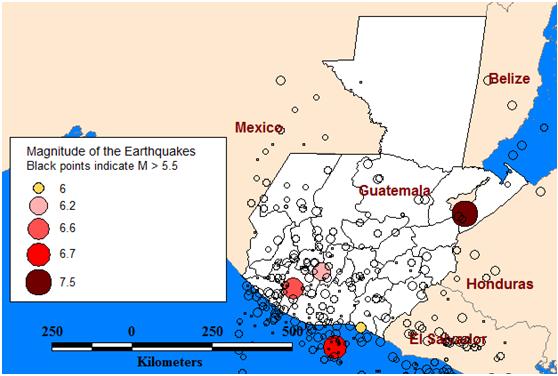 Belize
Mexico
Magnitude of the Earthquakes
Black points indicate M > 5.5
6
6.2
6.6
6.7
7.5
Guatemala
Honduras
El Salvador
250 0 250 500
Kilometers